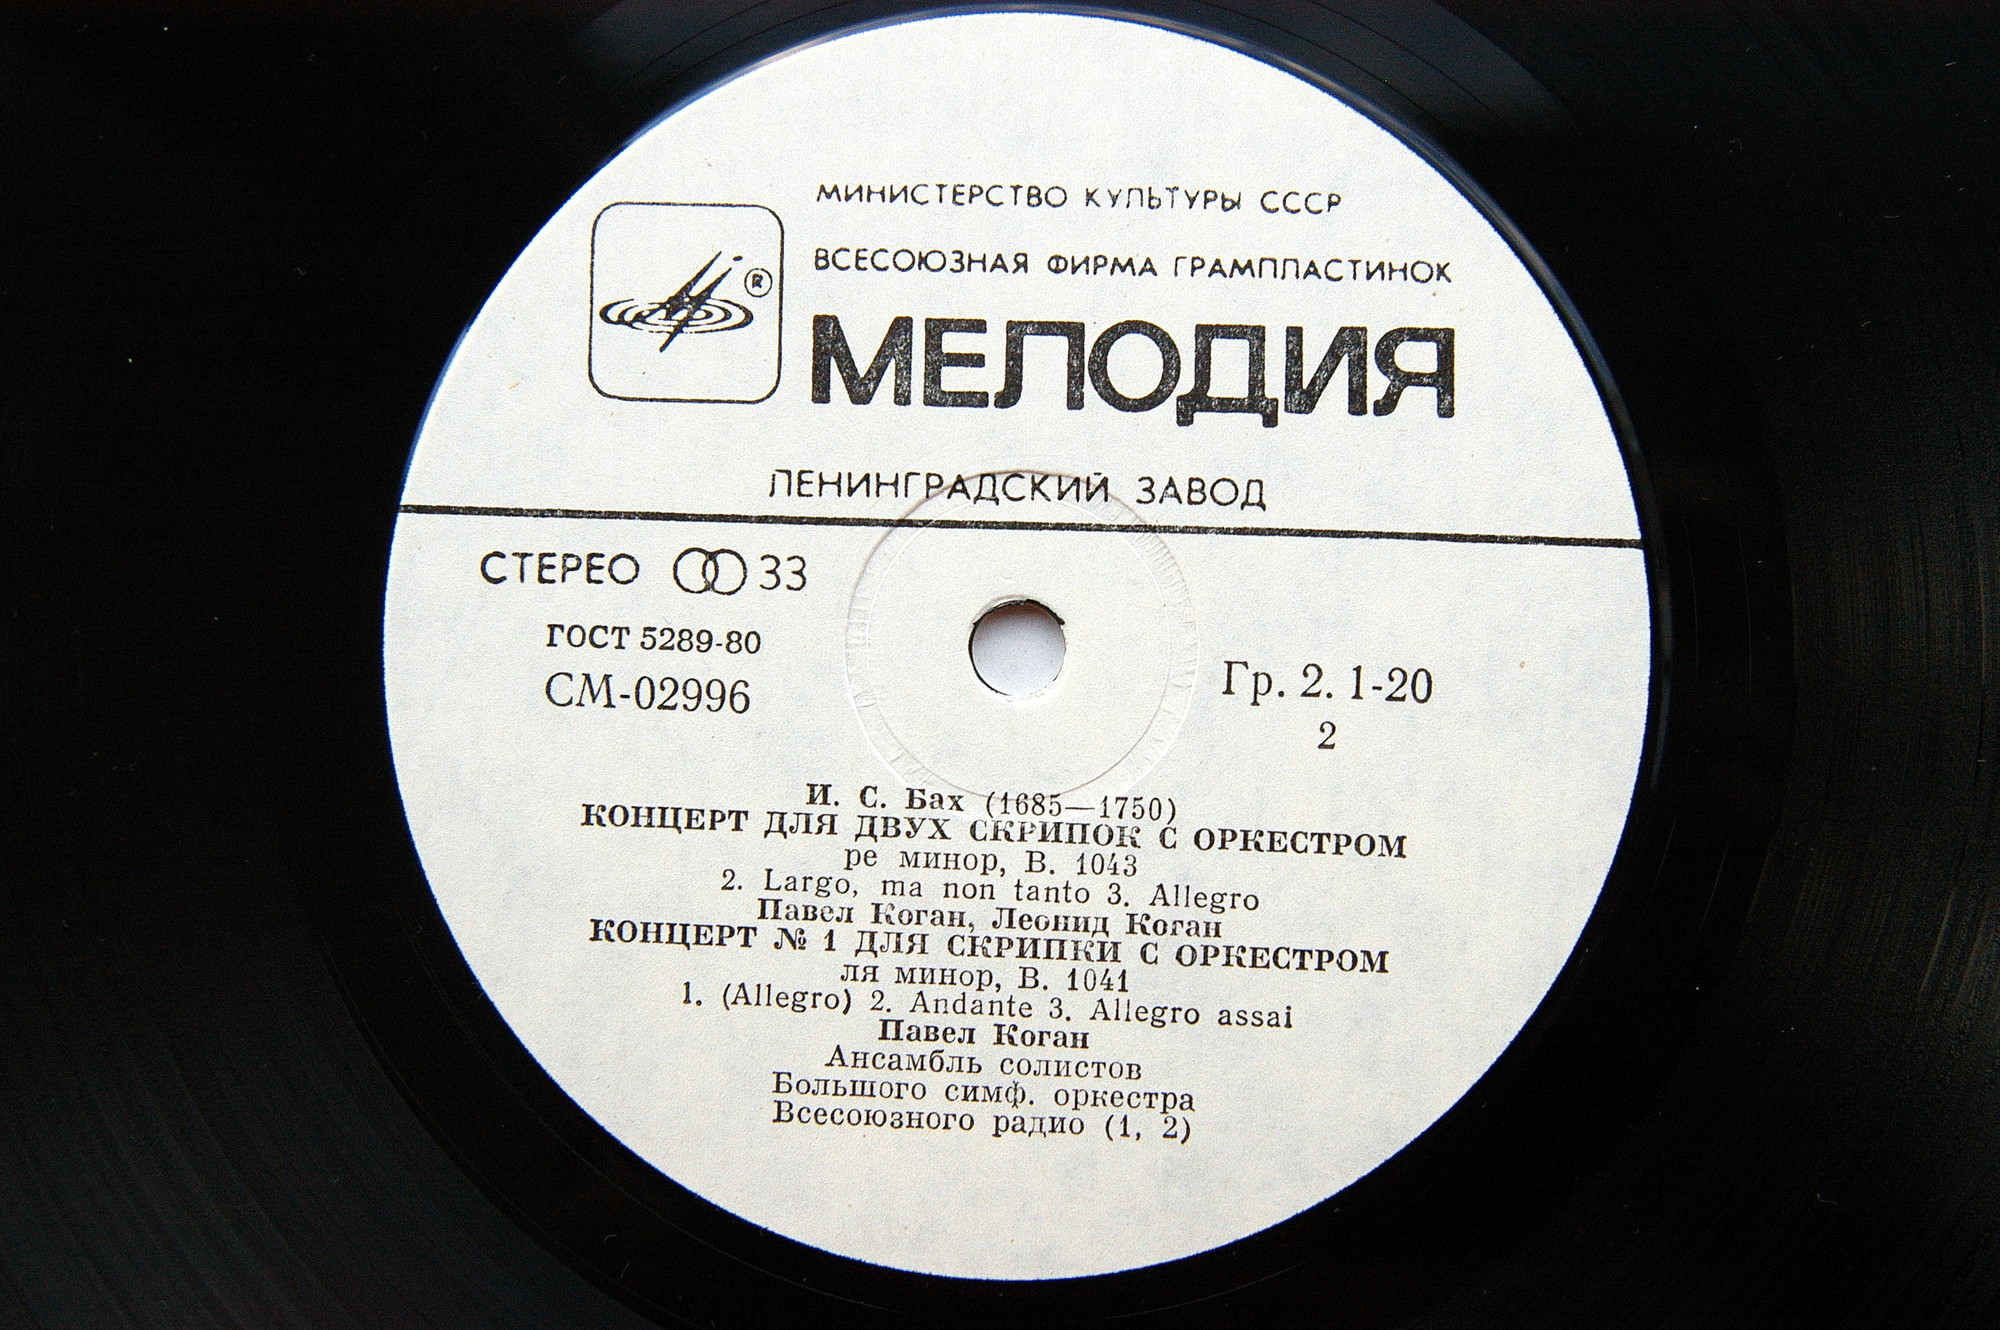 МИНИСТЕРСТВО КУЛЬТУРЫ СССР
ВСЕСОЮЗНАЯ ФИРМА ГРАМПЛАСТИНОК
®
МЕЛОДИЯ
ЛЕНИНГРАДСКИЙ ЗАВОД
СТЕРЕО 33
ГОСТ 5289-80
СМ-02996
Гр. 2. 1-20
2
И. С. Бах (1685—1750)
КОНЦЕРТ ДЛЯ ДВУХ СКРИПОК С ОРКЕСТРОМ
ре минор, В. 1043
2. Largo, ma non tanto 3. Allegro
Павел Коган, Леонид Коган
КОНЦЕРТ № 1 ДЛЯ СКРИПКИ С ОРКЕСТРОМ
ля минор, В. 1041
1. (Allegro) 2. Andante 3. Allegro assai
Павел Коган
Ансамбль солистов
Большого симф. оркестра
Всесоюзного радио (1, 2)